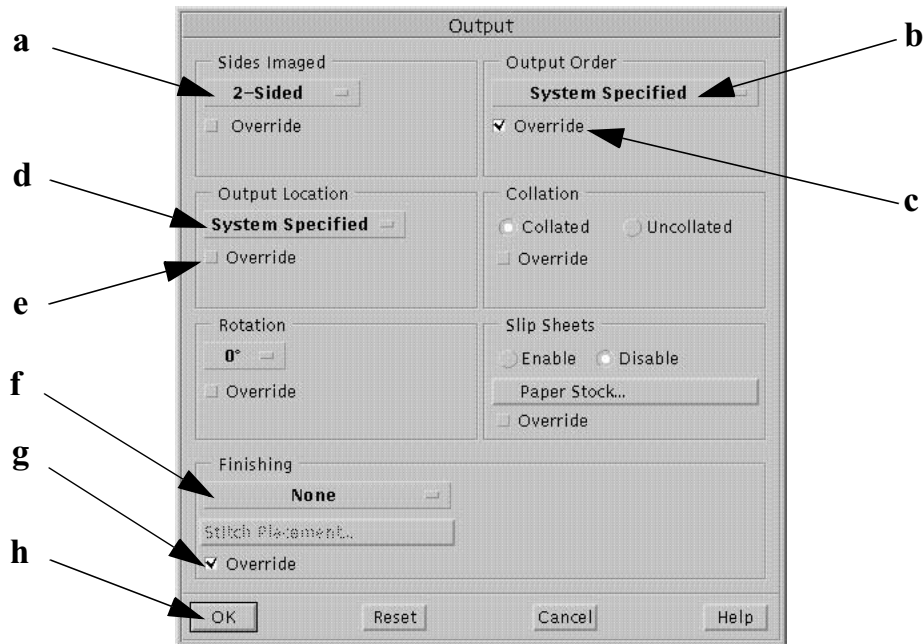 Output
a
b
Sides Imaged
Output Order
2-Sided
System Specified
Override
Override
c
d
Output Location
Collation
System Specified
Collated
Uncollated
Override
Override
e
Rotation
Slip Sheets
0°
Enable
Disable
f
Override
Paper Stock...
Override
g
Finishing
None
Stitch Placement...
Override
h
OK
Reset
Cancel
Help